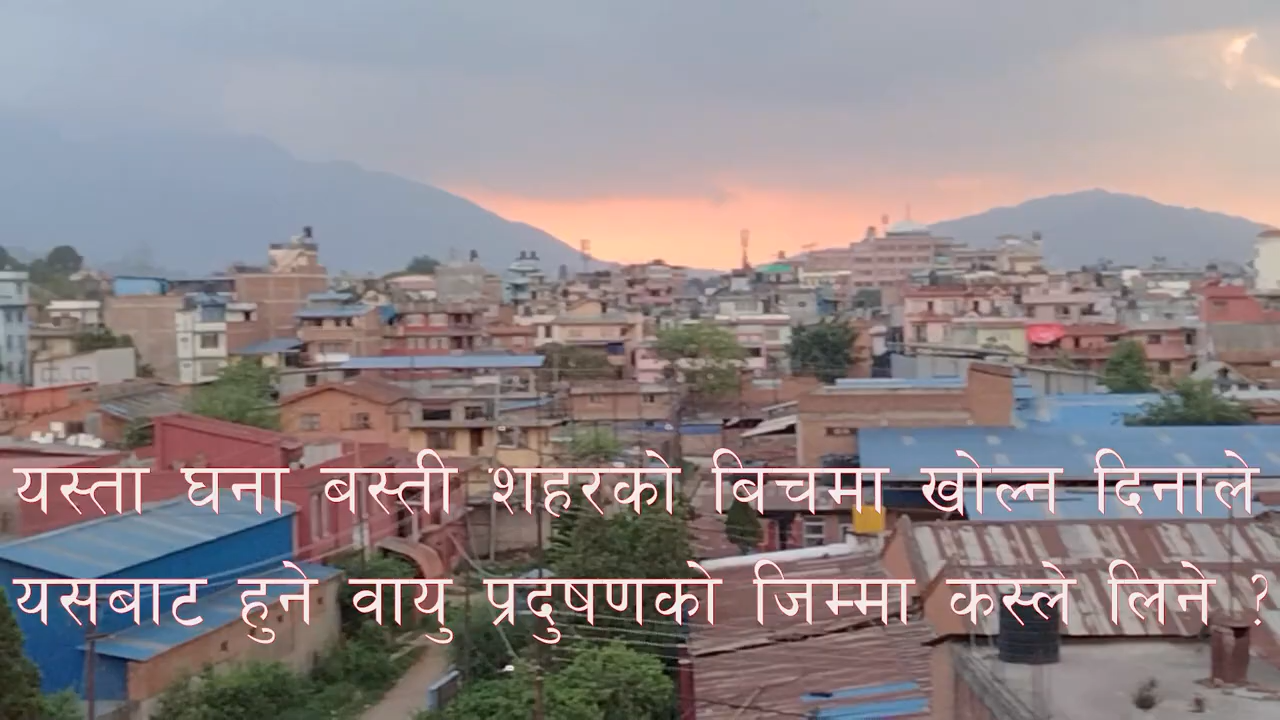 यस्ता घना बस्ती शहरको बिचमा खोल्न दिनाले
यसबाट हुने वायु प्रदुषणको जिम्मा कस्ले लिने ?